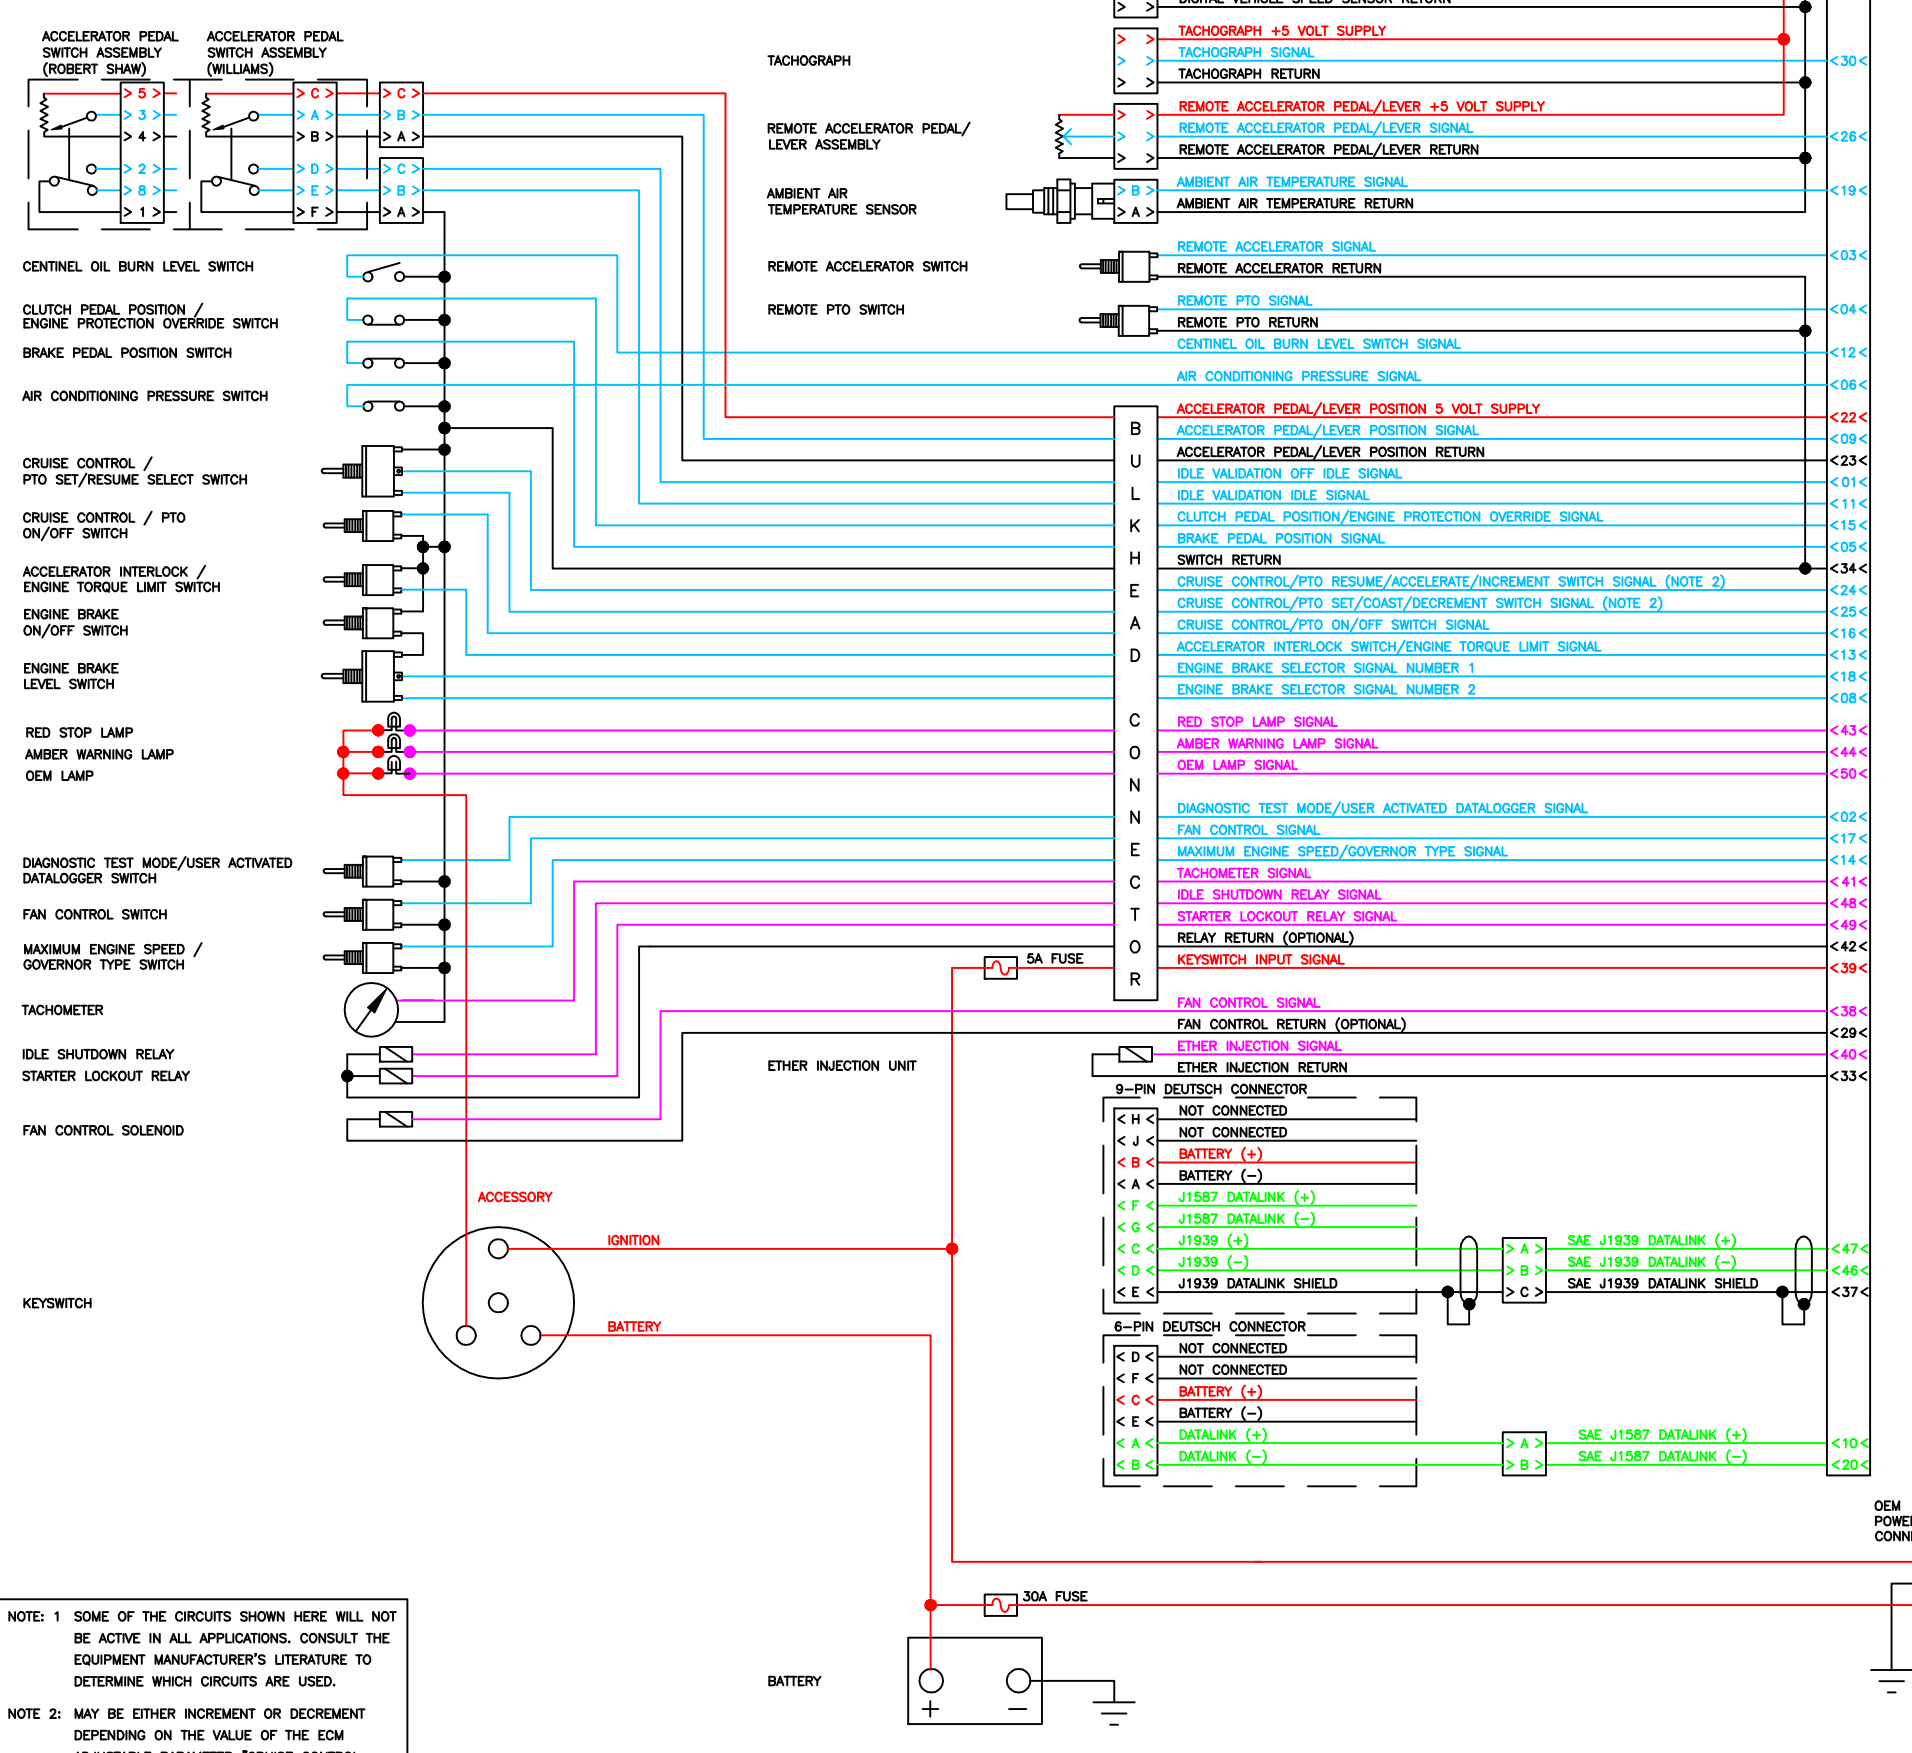 DIGITAL VEHICLE SPEED SENSOR RETURN
ACCELERATOR PEDAL
SWITCH ASSEMBLY
(ROBERT SHAW)
ACCELERATOR PEDAL
SWITCH ASSEMBLY
(WILLIAMS)
> 5 >
> 3 >
> 4 >
> 2 >
> 8 >
> 1 >
> C >
> A >
> B >
> D >
> E >
> F >
> C >
> B >
> A >
> C >
> B >
> A >
CENTINEL OIL BURN LEVEL SWITCH
CLUTCH PEDAL POSITION /
ENGINE PROTECTION OVERRIDE SWITCH
BRAKE PEDAL POSITION SWITCH
AIR CONDITIONING PRESSURE SWITCH
CRUISE CONTROL /
PTO SET/RESUME SELECT SWITCH
CRUISE CONTROL / PTO
ON/OFF SWITCH
ACCELERATOR INTERLOCK /
ENGINE TORQUE LIMIT SWITCH
ENGINE BRAKE
ON/OFF SWITCH
ENGINE BRAKE
LEVEL SWITCH
RED STOP LAMP
AMBER WARNING LAMP
OEM LAMP
DIAGNOSTIC TEST MODE/USER ACTIVATED
DATALOGGER SWITCH
FAN CONTROL SWITCH
MAXIMUM ENGINE SPEED /
GOVERNOR TYPE SWITCH
TACHOMETER
IDLE SHUTDOWN RELAY
STARTER LOCKOUT RELAY
FAN CONTROL SOLENOID
ACCESSORY
IGNITION
BATTERY
KEYSWITCH
TACHOGRAPH
REMOTE ACCELERATOR PEDAL/
LEVER ASSEMBLY
AMBIENT AIR
TEMPERATURE SENSOR
REMOTE ACCELERATOR SWITCH
REMOTE PTO SWITCH
ETHER INJECTION UNIT
5A FUSE
30A FUSE
BATTERY
+ −
> B >
> A >
BULKHEAD CONNECTOR
TACHOGRAPH +5 VOLT SUPPLY
TACHOGRAPH SIGNAL <30<
TACHOGRAPH RETURN
REMOTE ACCELERATOR PEDAL/LEVER +5 VOLT SUPPLY
REMOTE ACCELERATOR PEDAL/LEVER SIGNAL <26<
REMOTE ACCELERATOR PEDAL/LEVER RETURN
AMBIENT AIR TEMPERATURE SIGNAL <19<
AMBIENT AIR TEMPERATURE RETURN
REMOTE ACCELERATOR SIGNAL <03<
REMOTE ACCELERATOR RETURN
REMOTE PTO SIGNAL <04<
REMOTE PTO RETURN
CENTINEL OIL BURN LEVEL SWITCH SIGNAL <12<
AIR CONDITIONING PRESSURE SIGNAL <06<
ACCELERATOR PEDAL/LEVER POSITION 5 VOLT SUPPLY <22<
ACCELERATOR PEDAL/LEVER POSITION SIGNAL <09<
ACCELERATOR PEDAL/LEVER POSITION RETURN <23<
IDLE VALIDATION OFF IDLE SIGNAL <01<
IDLE VALIDATION IDLE SIGNAL <11<
CLUTCH PEDAL POSITION/ENGINE PROTECTION OVERRIDE SIGNAL <15<
BRAKE PEDAL POSITION SIGNAL <05<
SWITCH RETURN <34<
CRUISE CONTROL/PTO RESUME/ACCELERATE/INCREMENT SWITCH SIGNAL (NOTE 2) <24<
CRUISE CONTROL/PTO SET/COAST/DECREMENT SWITCH SIGNAL (NOTE 2) <25<
CRUISE CONTROL/PTO ON/OFF SWITCH SIGNAL <16<
ACCELERATOR INTERLOCK SWITCH/ENGINE TORQUE LIMIT SIGNAL <13<
ENGINE BRAKE SELECTOR SIGNAL NUMBER 1 <18<
ENGINE BRAKE SELECTOR SIGNAL NUMBER 2 <08<
RED STOP LAMP SIGNAL <43<
AMBER WARNING LAMP SIGNAL <44<
OEM LAMP SIGNAL <50<
DIAGNOSTIC TEST MODE/USER ACTIVATED DATALOGGER SIGNAL <02<
FAN CONTROL SIGNAL <17<
MAXIMUM ENGINE SPEED/GOVERNOR TYPE SIGNAL <14<
TACHOMETER SIGNAL <41<
IDLE SHUTDOWN RELAY SIGNAL <48<
STARTER LOCKOUT RELAY SIGNAL <49<
RELAY RETURN (OPTIONAL) <42<
KEYSWITCH INPUT SIGNAL <39<
FAN CONTROL SIGNAL <38<
FAN CONTROL RETURN (OPTIONAL) <29<
ETHER INJECTION SIGNAL <40<
ETHER INJECTION RETURN <33<
9-PIN DEUTSCH CONNECTOR
< H < NOT CONNECTED
< J < NOT CONNECTED
< B < BATTERY (+)
< A < BATTERY (−)
< F < J1587 DATALINK (+)
< G < J1587 DATALINK (−)
< C < J1939 (+) > A > SAE J1939 DATALINK (+) <47<
< D < J1939 (−) > B > SAE J1939 DATALINK (−) <46<
< E < J1939 DATALINK SHIELD > C > SAE J1939 DATALINK SHIELD <37<
6-PIN DEUTSCH CONNECTOR
< D < NOT CONNECTED
< F < NOT CONNECTED
< C < BATTERY (+)
< E < BATTERY (−)
< A < DATALINK (+) > A > SAE J1587 DATALINK (+) <10<
< B < DATALINK (−) > B > SAE J1587 DATALINK (−) <20<
OEM
POWER
NOTE: 1 SOME OF THE CIRCUITS SHOWN HERE WILL NOT
BE ACTIVE IN ALL APPLICATIONS. CONSULT THE
EQUIPMENT MANUFACTURER'S LITERATURE TO
DETERMINE WHICH CIRCUITS ARE USED.
NOTE 2: MAY BE EITHER INCREMENT OR DECREMENT
DEPENDING ON THE VALUE OF THE ECM
ADJUSTABLE PARAMETER "CRUISE CONTROL